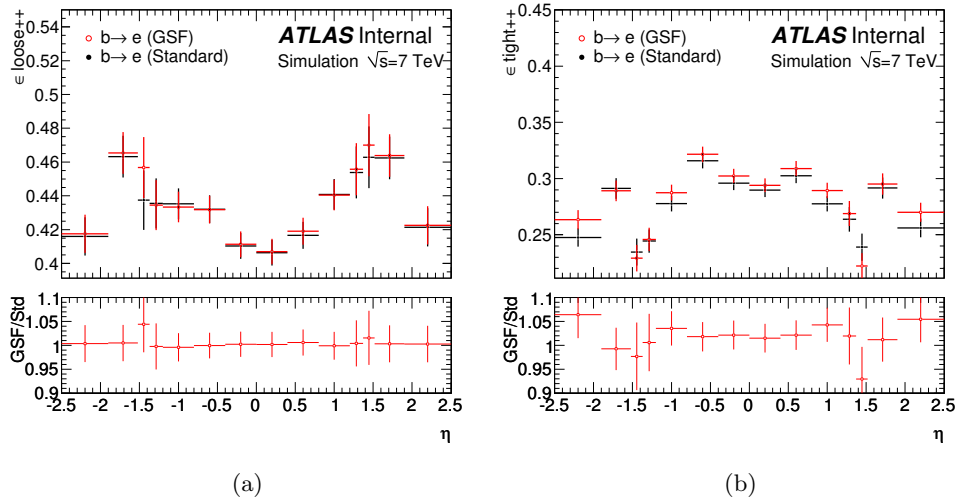 ϵ loose++
0.54
0.52
0.5
0.48
0.46
0.44
0.42
0.4
b→ e (GSF)
b→ e (Standard)
ATLAS Internal
Simulation √s=7 TeV
GSF/Std
1.1
1.05
1
0.95
0.9
-2.5 -2 -1.5 -1 -0.5 0 0.5 1 1.5 2 2.5
η
(a)
ϵ tight++
0.45
0.4
0.35
0.3
0.25
b→ e (GSF)
b→ e (Standard)
ATLAS Internal
Simulation √s=7 TeV
GSF/Std
1.1
1.05
1
0.95
0.9
-2.5 -2 -1.5 -1 -0.5 0 0.5 1 1.5 2 2.5
η
(b)